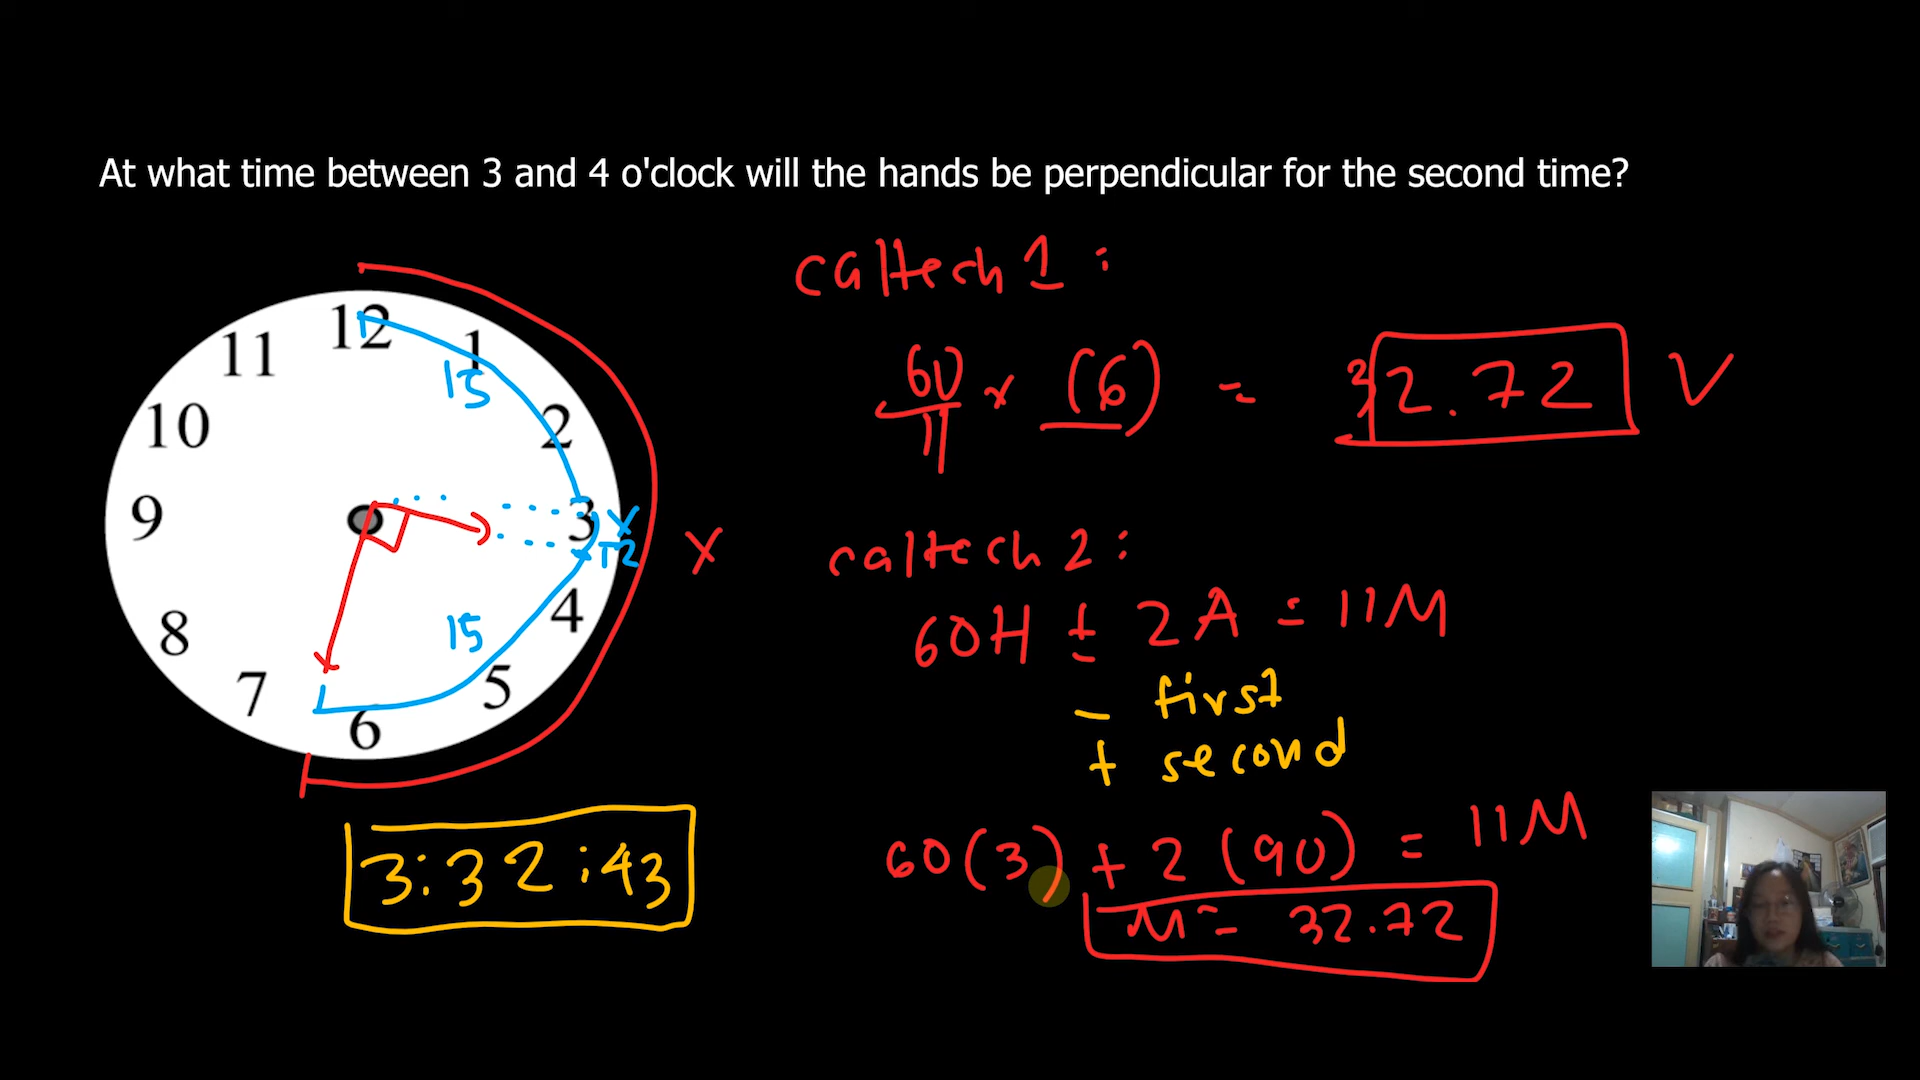 At what time between 3 and 4 o'clock will the hands be perpendicular for the second time?
caltech 1 :
60/11 x (6) = 32.72 ✓
caltech 2 :
60H ± 2A = 11M
- first
+ second
60(3) + 2(90) = 11M
M = 32.72
12
1
2
3
4
5
6
7
8
9
10
11
15
x/12
15
x
3:32:43